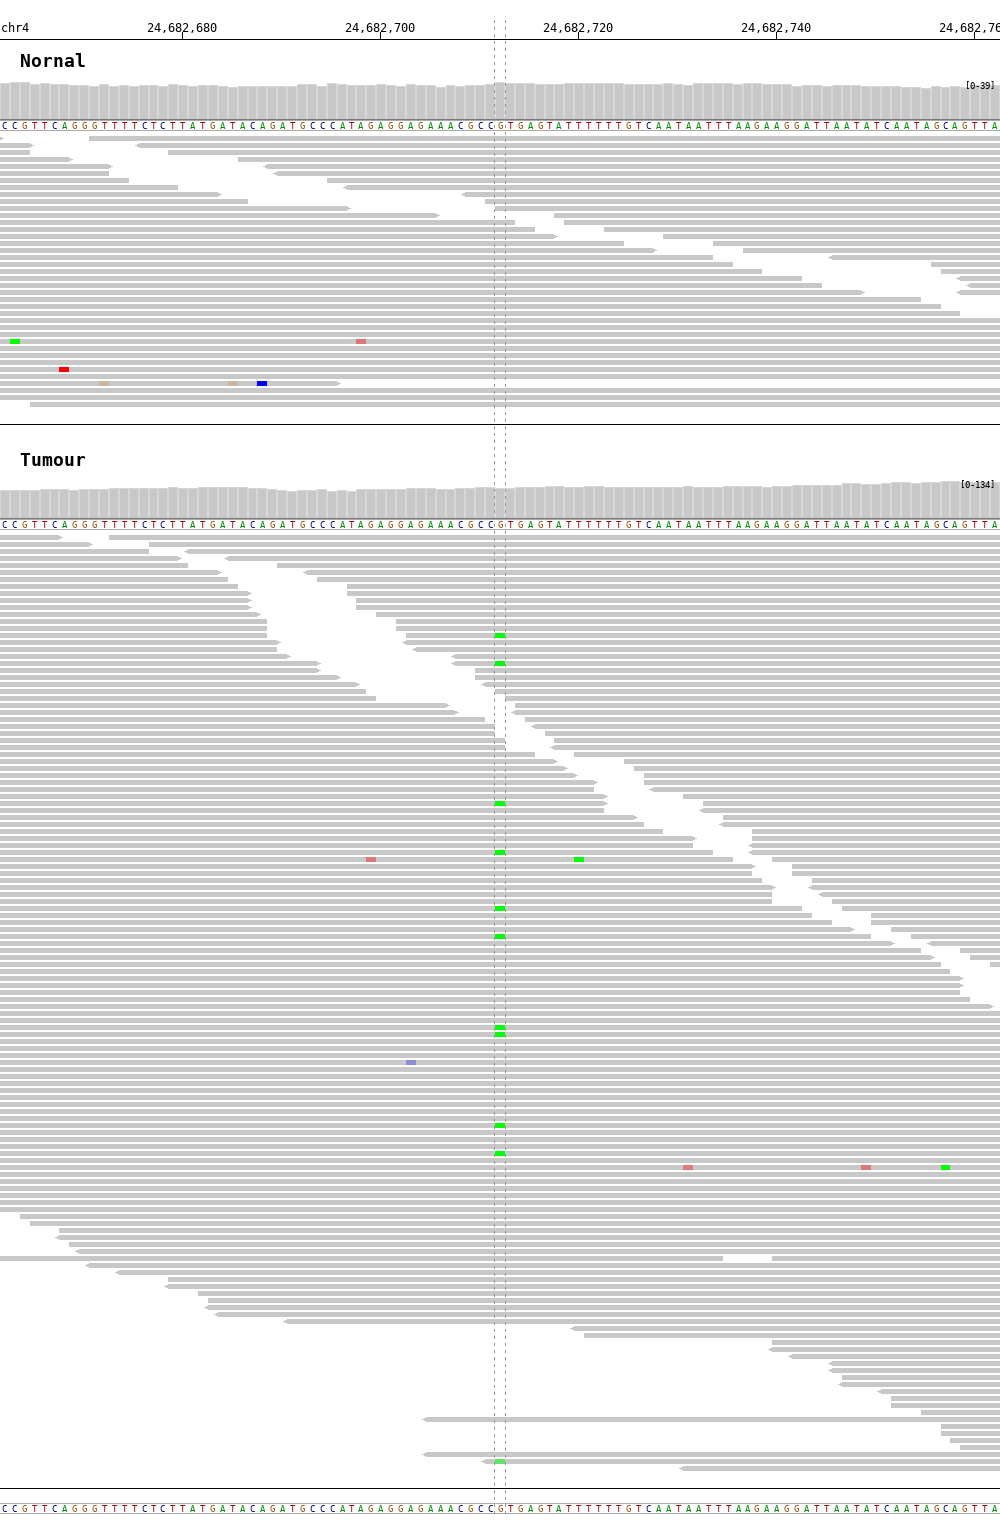 chr4 24,682,680 24,682,700 24,682,720 24,682,740 24,682,76
Nornal
[0-39]
CCGTTCAGGGTTTTCTCTTATGATACAGATGCCCATAGAGGAGAAACGCCGTGAGTATTTTTTGTCAATAATTTAAGAAGGATTAATATCAATAGCAGTTA
Tumour
[0-134]
CCGTTCAGGGTTTTCTCTTATGATACAGATGCCCATAGAGGAGAAACGCCGTGAGTATTTTTTGTCAATAATTTAAGAAGGATTAATATCAATAGCAGTTA
CCGTTCAGGGTTTTCTCTTATGATACAGATGCCCATAGAGGAGAAACGCCGTGAGTATTTTTTGTCAATAATTTAAGAAGGATTAATATCAATAGCAGTTA